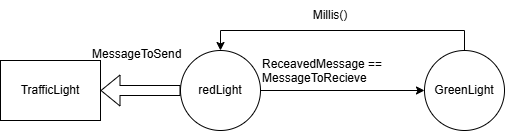 Millis()
MessageToSend
ReceavedMessage ==
MessageToRecieve
TrafficLight
redLight
GreenLight